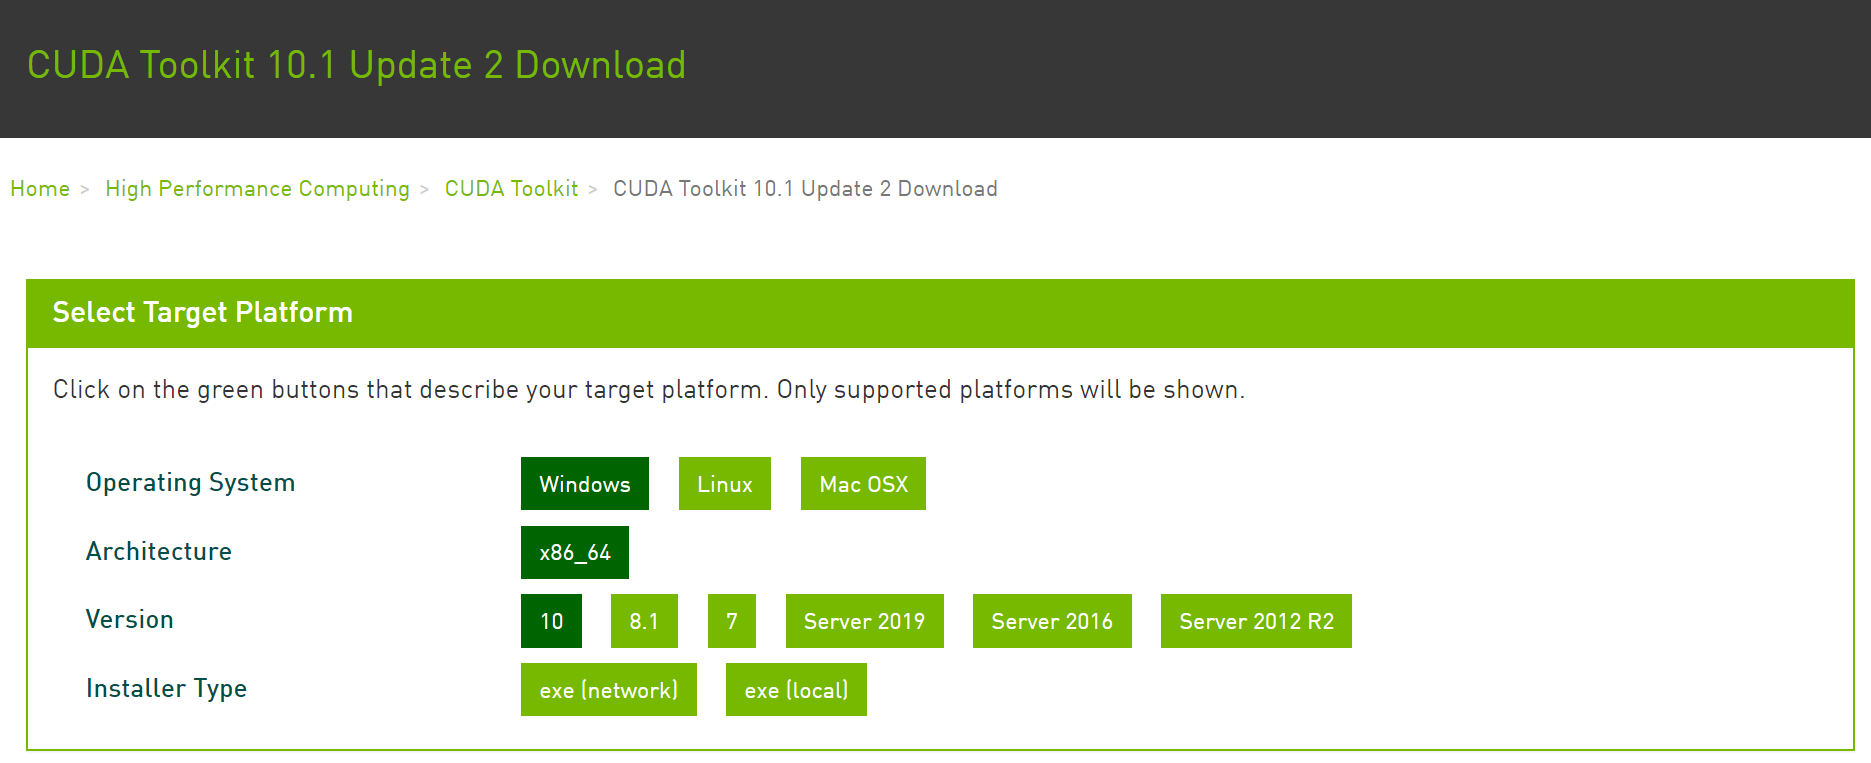 CUDA Toolkit 10.1 Update 2 Download
Home > High Performance Computing > CUDA Toolkit > CUDA Toolkit 10.1 Update 2 Download
Select Target Platform
Click on the green buttons that describe your target platform. Only supported platforms will be shown.
Operating System Windows Linux Mac OSX
Architecture x86_64
Version 10 8.1 7 Server 2019 Server 2016 Server 2012 R2
Installer Type exe (network) exe (local)